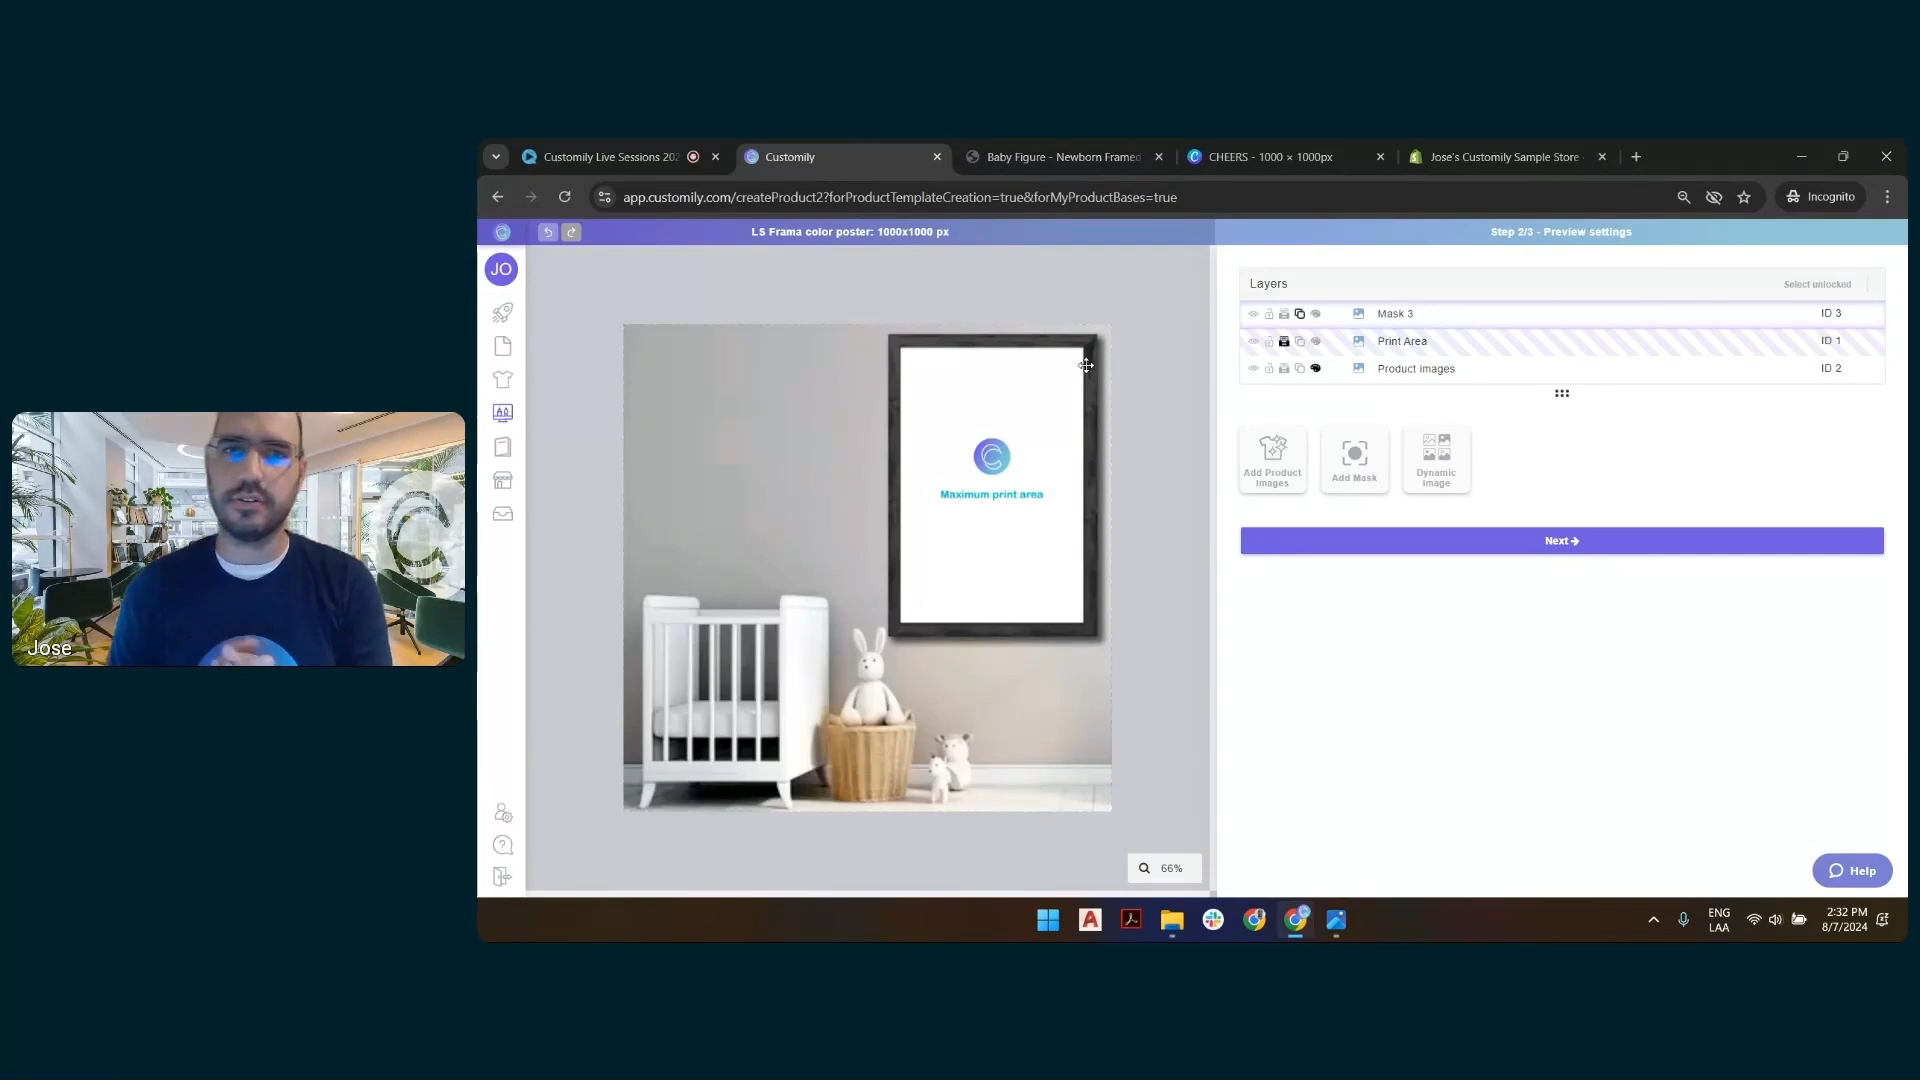 Customily Live Sessions 202
Customily
Baby Figure - Newborn Framed
CHEERS - 1000 × 1000px
Jose's Customily Sample Store
app.customily.com/createProduct2?forProductTemplateCreation=true&forMyProductBases=true
Incognito
LS Frama color poster: 1000x1000 px
Step 2/3 - Preview settings
JO
Layers
Select unlocked
Mask 3
ID 3
Print Area
ID 1
Product images
ID 2
Maximum print area
Add Product
Images
Add Mask
Dynamic
Image
Next
Jose
66%
Help
ENG
LAA
2:32 PM
8/7/2024